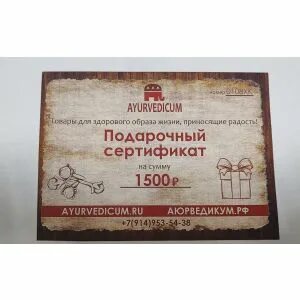 AYURVEDICUM
Товары для здорового образа жизни, приносящие радость!
Подарочный
сертификат
на сумму
1500 ₽
AYURVEDICUM.RU АЮРВЕДИКУМ.РФ
+7(914)953-54-38